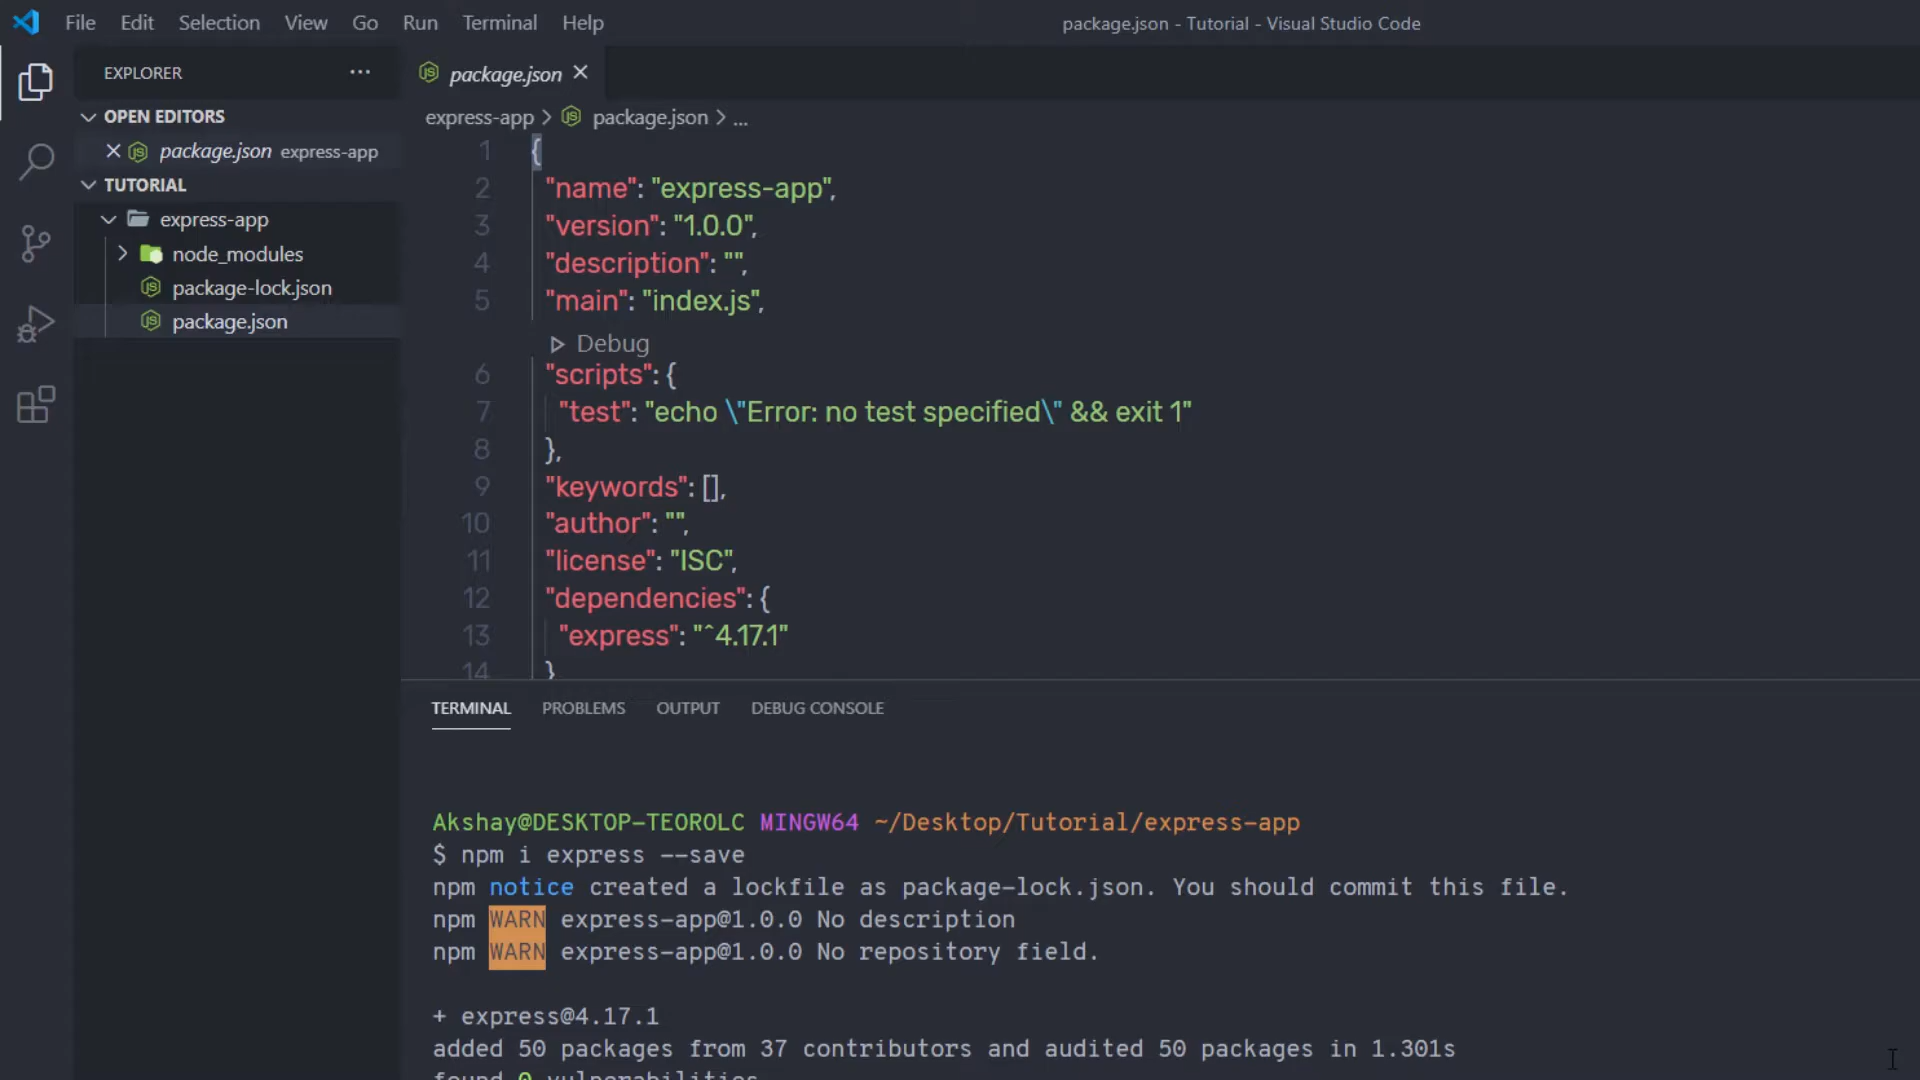 File Edit Selection View Go Run Terminal Help
package.json - Tutorial - Visual Studio Code
EXPLORER
OPEN EDITORS
package.json express-app
TUTORIAL
express-app
node_modules
package-lock.json
package.json
package.json
express-app > package.json > ...
1 {
2 "name": "express-app",
3 "version": "1.0.0",
4 "description": "",
5 "main": "index.js",
Debug
6 "scripts": {
7 "test": "echo \"Error: no test specified\" && exit 1"
8 },
9 "keywords": [],
10 "author": "",
11 "license": "ISC",
12 "dependencies": {
13 "express": "^4.17.1"
14 }
TERMINAL PROBLEMS OUTPUT DEBUG CONSOLE
Akshay@DESKTOP-TEOROLC MINGW64 ~/Desktop/Tutorial/express-app
$ npm i express --save
npm notice created a lockfile as package-lock.json. You should commit this file.
npm WARN express-app@1.0.0 No description
npm WARN express-app@1.0.0 No repository field.
+ express@4.17.1
added 50 packages from 37 contributors and audited 50 packages in 1.301s
found 0 vulnerabilities